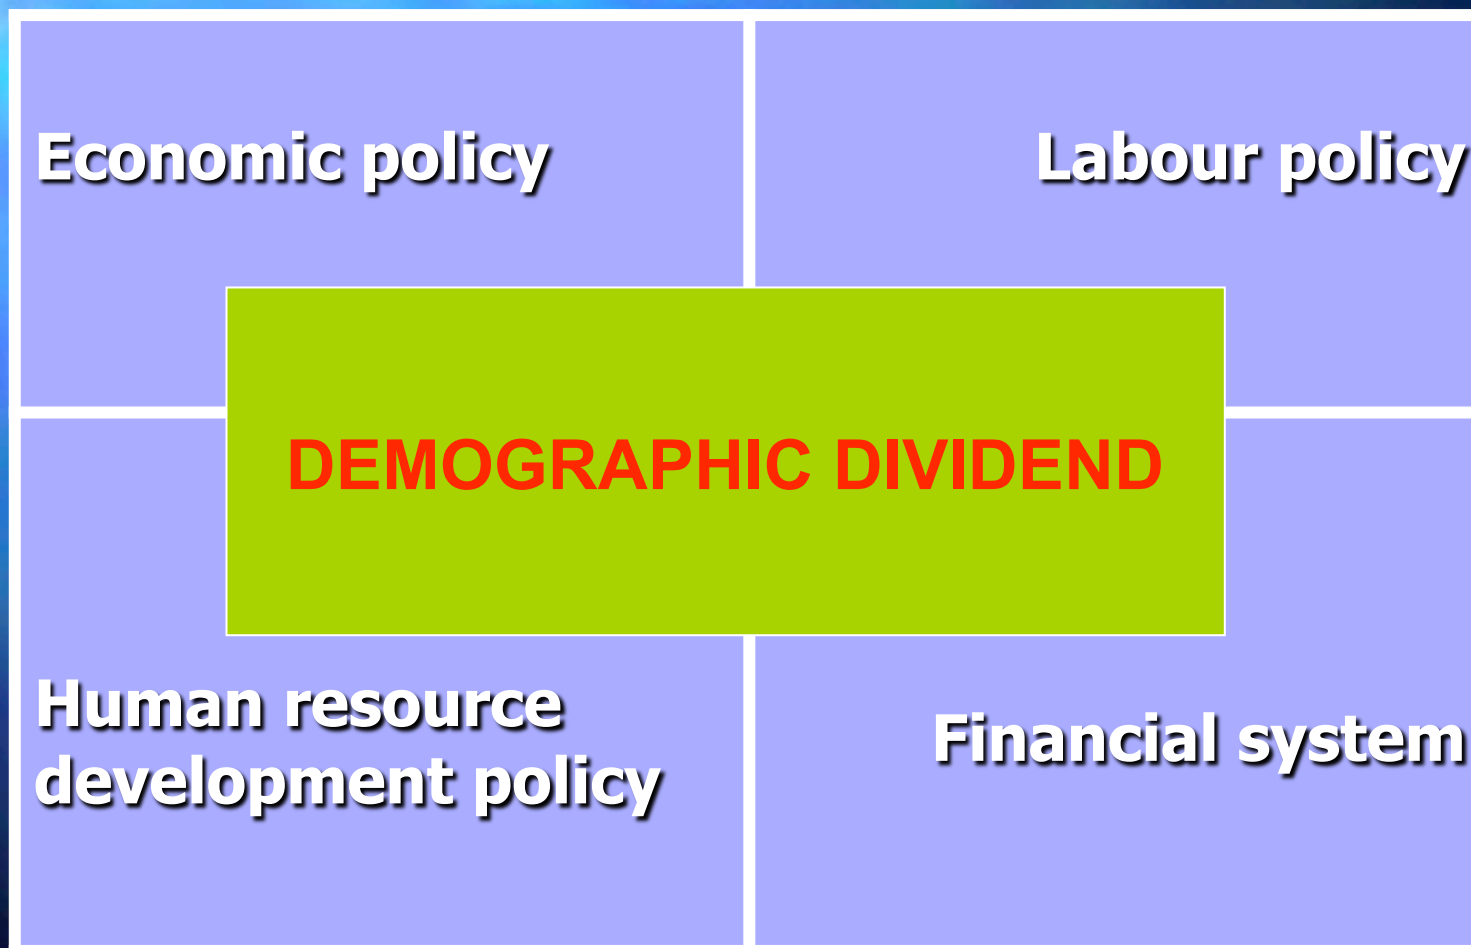 Economic policy
Labour policy
DEMOGRAPHIC DIVIDEND
Human resource
development policy
Financial system